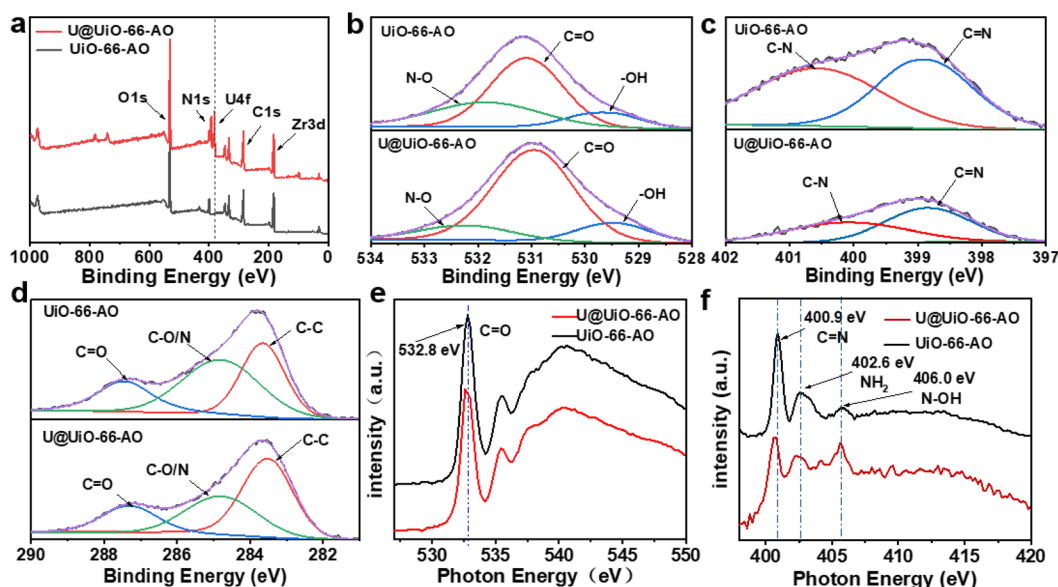 a
U@UiO-66-AO
UiO-66-AO
O1s
N1s
U4f
C1s
Zr3d
1000 800 600 400 200 0
Binding Energy (eV)
b
UiO-66-AO
C=O
N-O
-OH
U@UiO-66-AO
C=O
N-O
-OH
534 533 532 531 530 529 528
Binding Energy (eV)
c
UiO-66-AO
C-N
C=N
U@UiO-66-AO
C-N
C=N
402 401 400 399 398 397
Binding Energy (eV)
d
UiO-66-AO
C-C
C-O/N
C=O
U@UiO-66-AO
C-C
C-O/N
C=O
290 288 286 284 282
Binding Energy (eV)
e
C=O
532.8 eV
U@UiO-66-AO
UiO-66-AO
intensity (a.u.)
530 535 540 545 550
Photon Energy (eV)
f
400.9 eV
C=N
U@UiO-66-AO
UiO-66-AO
402.6 eV
NH2
406.0 eV
N-OH
intensity (a.u.)
400 405 410 415 420
Photon Energy (eV)